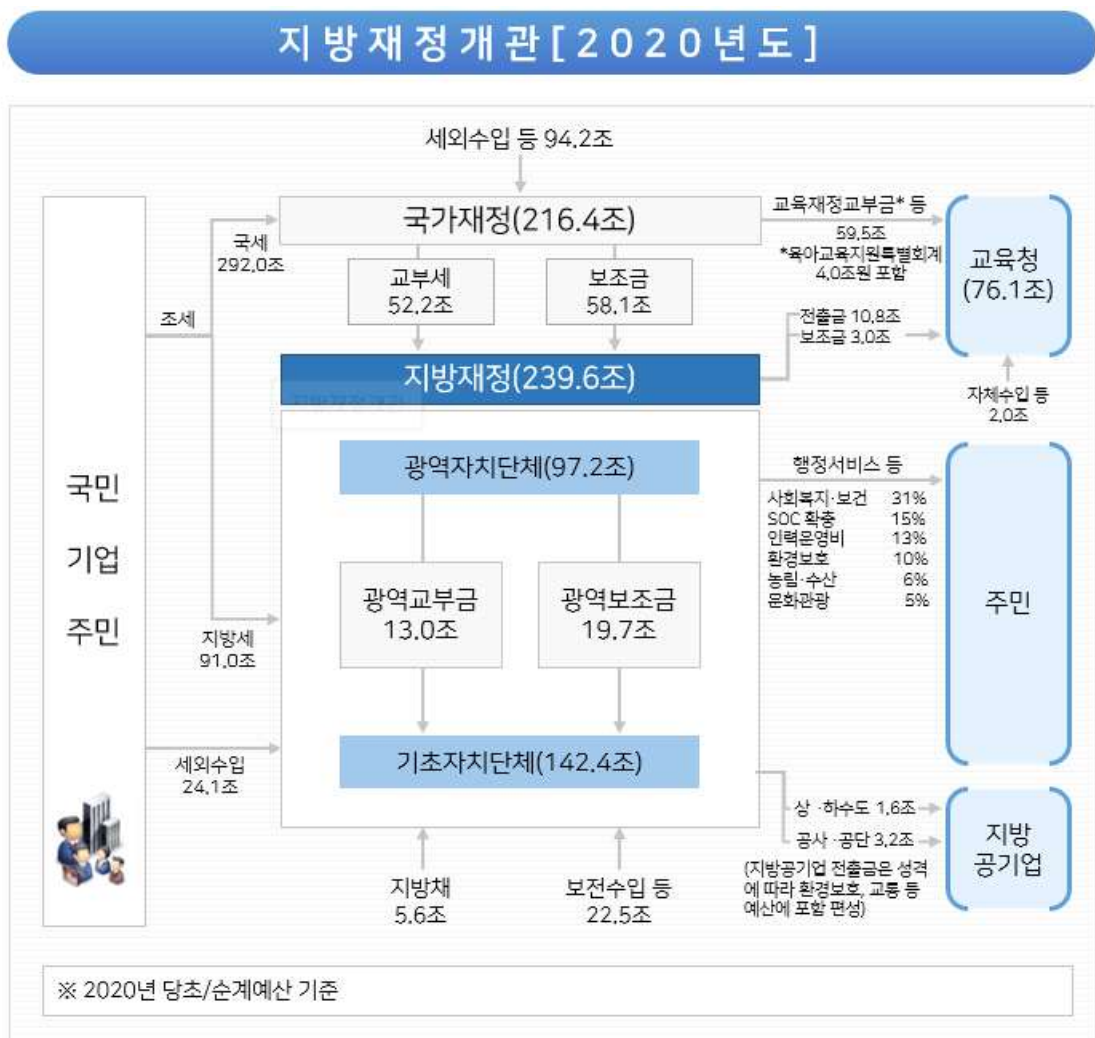 지방재정개관[2020년도]
세외수입 등 94.2조
국가재정(216.4조)
국세
292.0조
교부세
52.2조
보조금
58.1조
교육재정교부금* 등
59.5조
*육아교육지원특별회계
4.0조원 포함
교육청
(76.1조)
조세
전출금 10.8조
보조금 3.0조
지방재정(239.6조)
자체수입 등
2.0조
국민
기업
주민
광역자치단체(97.2조)
광역교부금
13.0조
광역보조금
19.7조
기초자치단체(142.4조)
지방세
91.0조
세외수입
24.1조
행정서비스 등
사회복지·보건 31%
SOC 확충 15%
인력운영비 13%
환경보호 10%
농림·수산 6%
문화관광 5%
주민
상·하수도 1.6조
공사·공단 3.2조
(지방공기업 전출금은 성격
에 따라 환경보호, 교통 등
예산에 포함 편성)
지방
공기업
지방채
5.6조
보전수입 등
22.5조
※ 2020년 당초/순계예산 기준